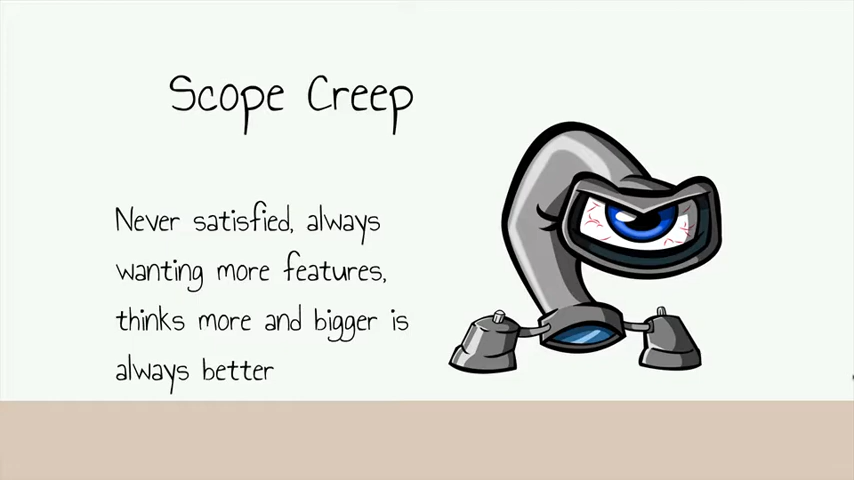 Scope Creep
Never satisfied, always
wanting more features,
thinks more and bigger is
always better